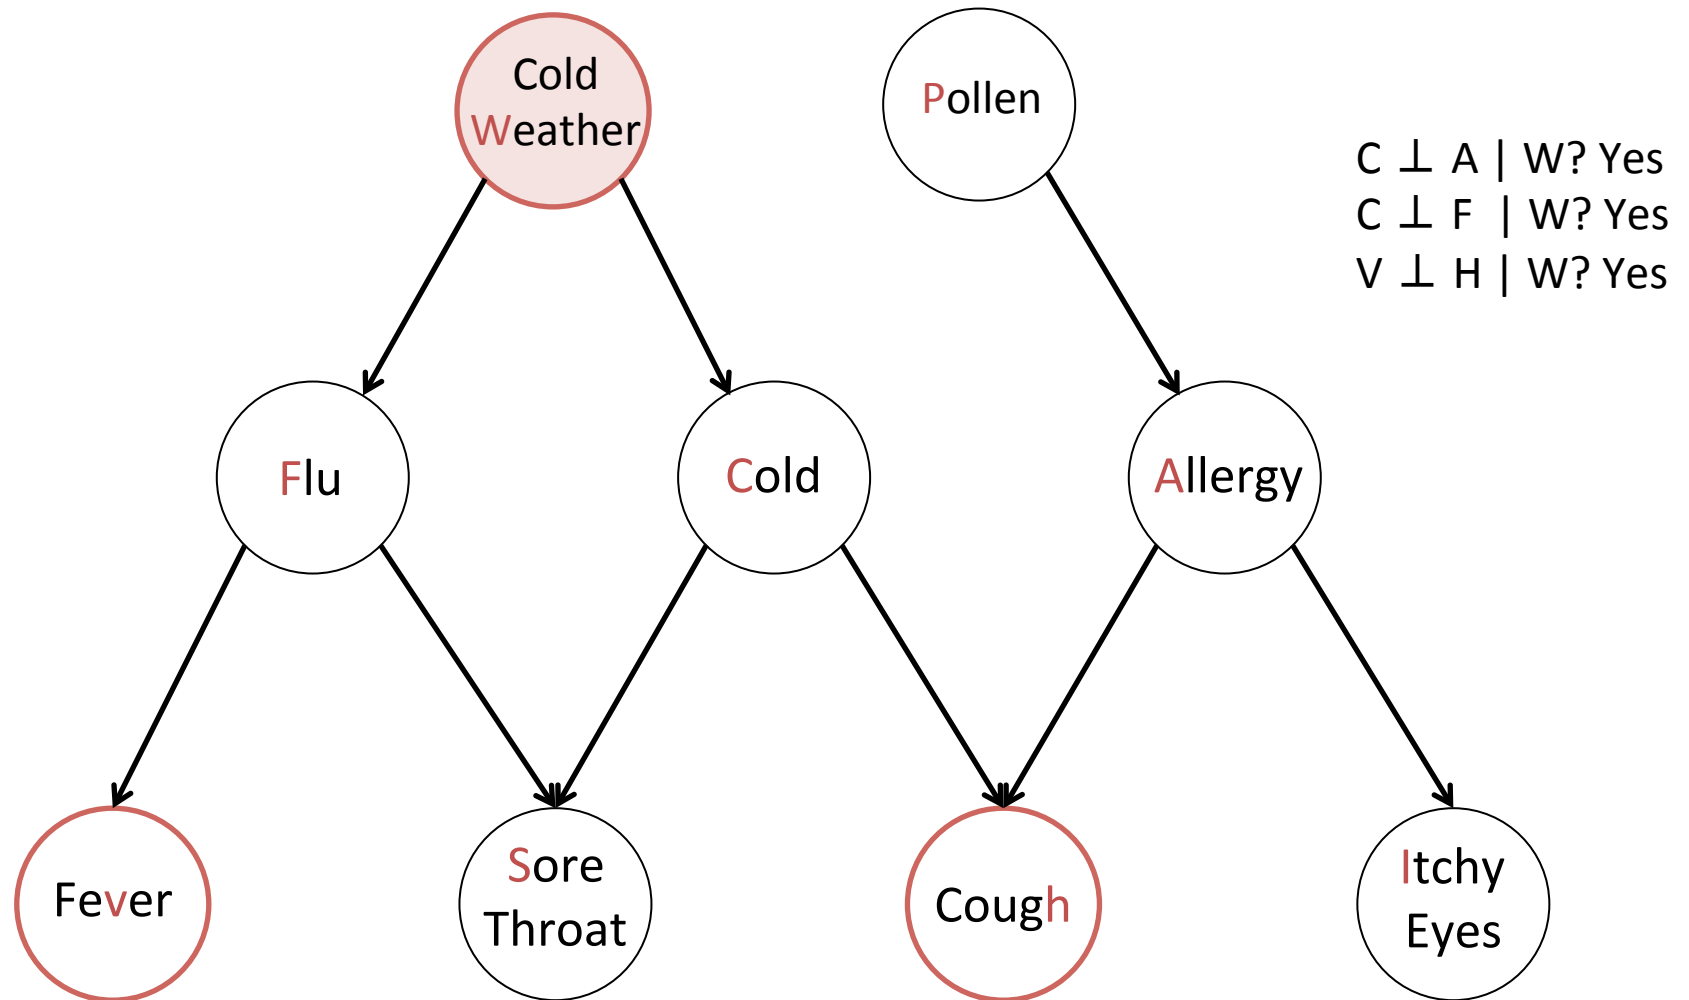 Cold
Weather
Pollen
C ⊥ A | W? Yes
C ⊥ F | W? Yes
V ⊥ H | W? Yes
Flu
Cold
Allergy
Fever
Sore
Throat
Cough
Itchy
Eyes